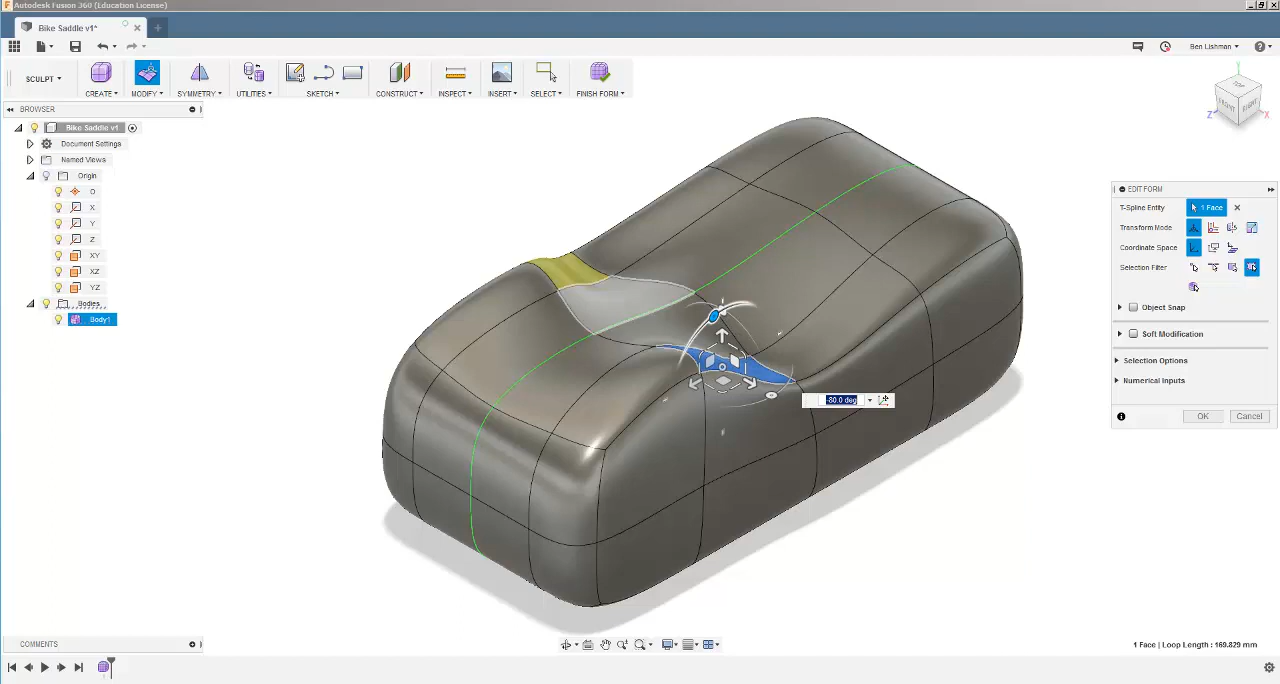 Autodesk Fusion 360 (Education License)
Bike Saddle v1*
Ben Lishman
SCULPT
CREATE
MODIFY
SYMMETRY
UTILITIES
SKETCH
CONSTRUCT
INSPECT
INSERT
SELECT
FINISH FORM
BROWSER
Bike Saddle v1
Document Settings
Named Views
Origin
O
X
Y
Z
XY
XZ
YZ
Bodies
Body1
Y
TOP
FRONT
RIGHT
Z
X
EDIT FORM
T-Spline Entity
1 Face
Transform Mode
Coordinate Space
Selection Filter
Object Snap
Soft Modification
Selection Options
Numerical Inputs
OK
Cancel
-80.0 deg
COMMENTS
1 Face | Loop Length : 169.829 mm